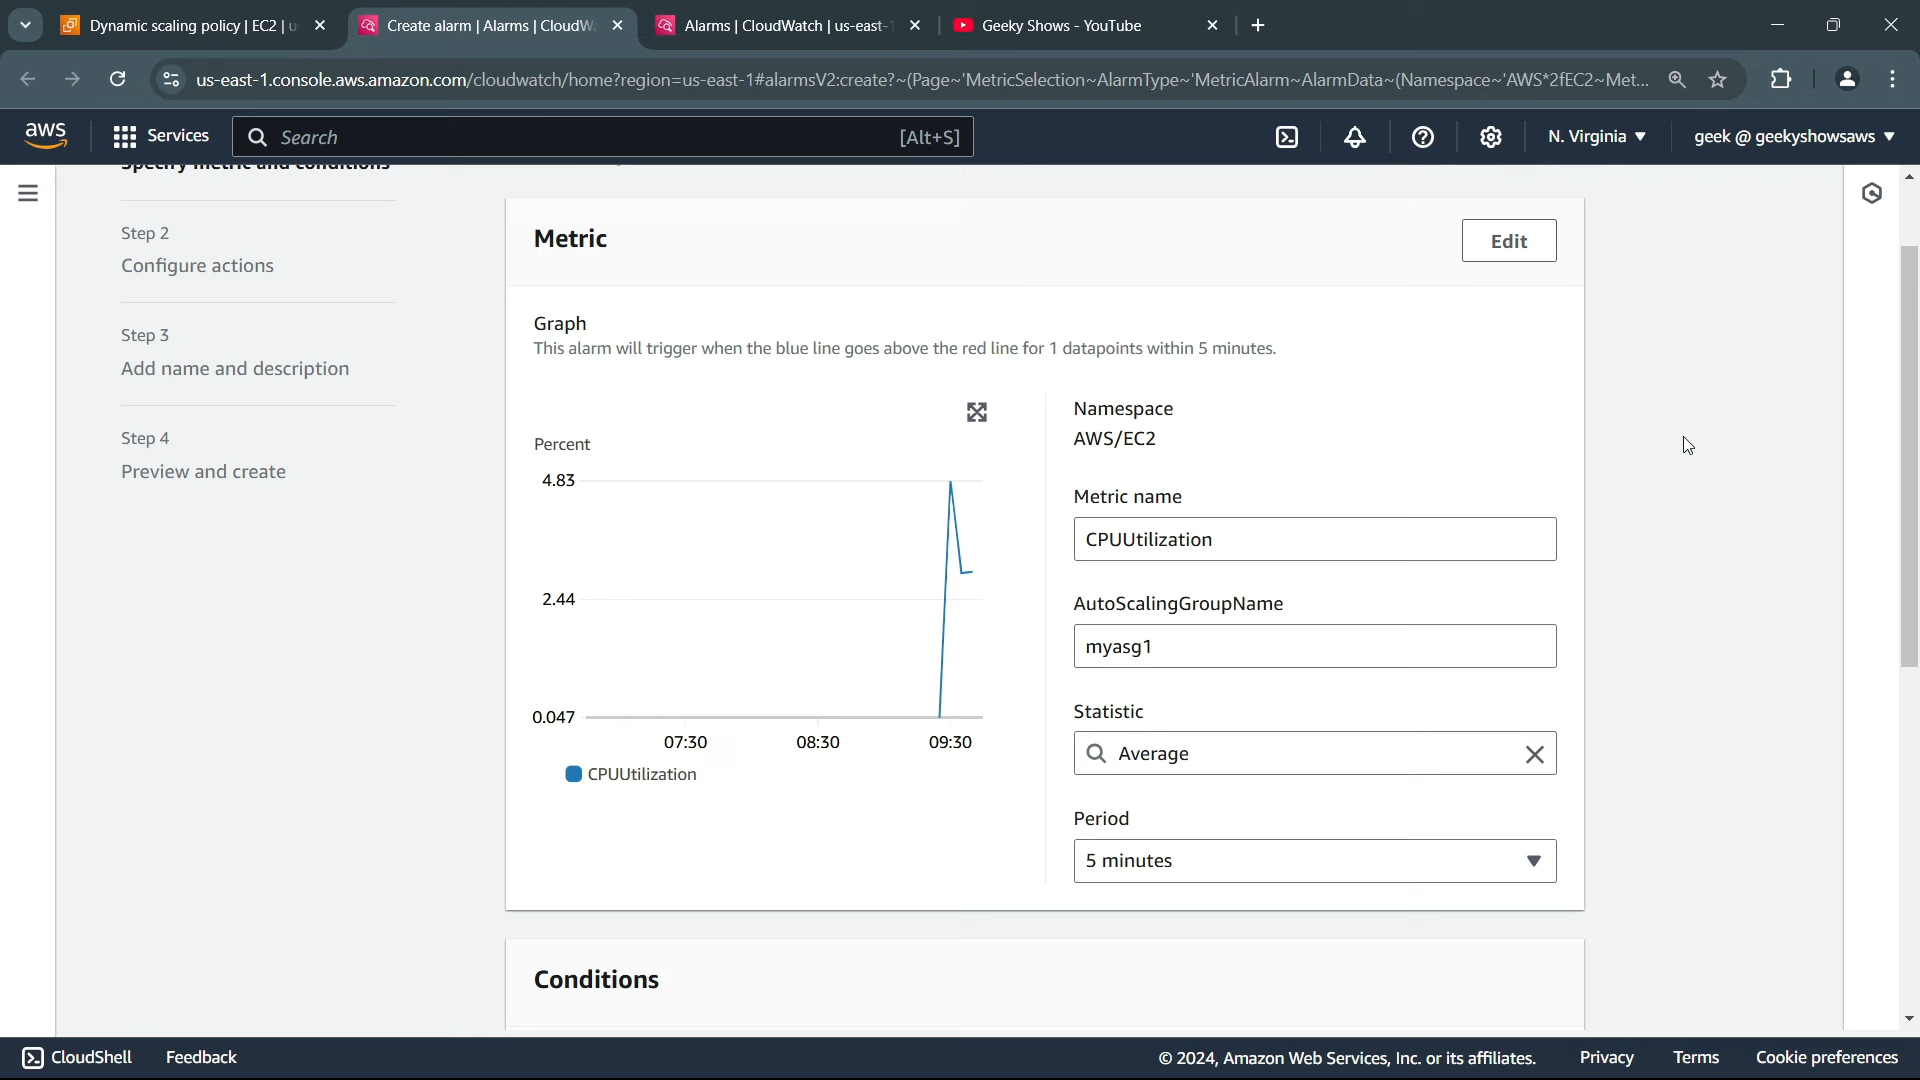 Dynamic scaling policy | EC2 | u
Create alarm | Alarms | CloudW
Alarms | CloudWatch | us-east-
Geeky Shows - YouTube
us-east-1.console.aws.amazon.com/cloudwatch/home?region=us-east-1#alarmsV2:create?~(Page~'MetricSelection~AlarmType~'MetricAlarm~AlarmData~(Namespace~'AWS*2fEC2~Met...
aws
Services
Search
[Alt+S]
N. Virginia
geek @ geekyshowsaws
Specify metric and conditions
Step 2
Configure actions
Step 3
Add name and description
Step 4
Preview and create
Metric
Edit
Graph
This alarm will trigger when the blue line goes above the red line for 1 datapoints within 5 minutes.
Percent
4.83
2.44
0.047
07:30
08:30
09:30
CPUUtilization
Namespace
AWS/EC2
Metric name
CPUUtilization
AutoScalingGroupName
myasg1
Statistic
Average
Period
5 minutes
Conditions
CloudShell
Feedback
© 2024, Amazon Web Services, Inc. or its affiliates.
Privacy
Terms
Cookie preferences